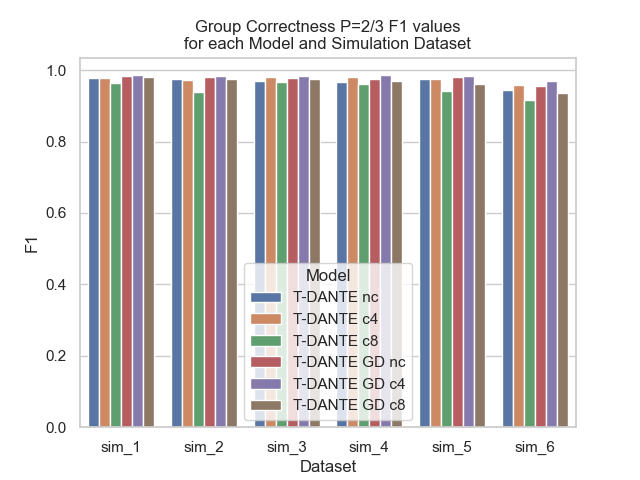 Group Correctness P=2/3 F1 values
for each Model and Simulation Dataset
F1
1.0
0.8
0.6
0.4
0.2
0.0
Model
T-DANTE nc
T-DANTE c4
T-DANTE c8
T-DANTE GD nc
T-DANTE GD c4
T-DANTE GD c8
sim_1 sim_2 sim_3 sim_4 sim_5 sim_6
Dataset